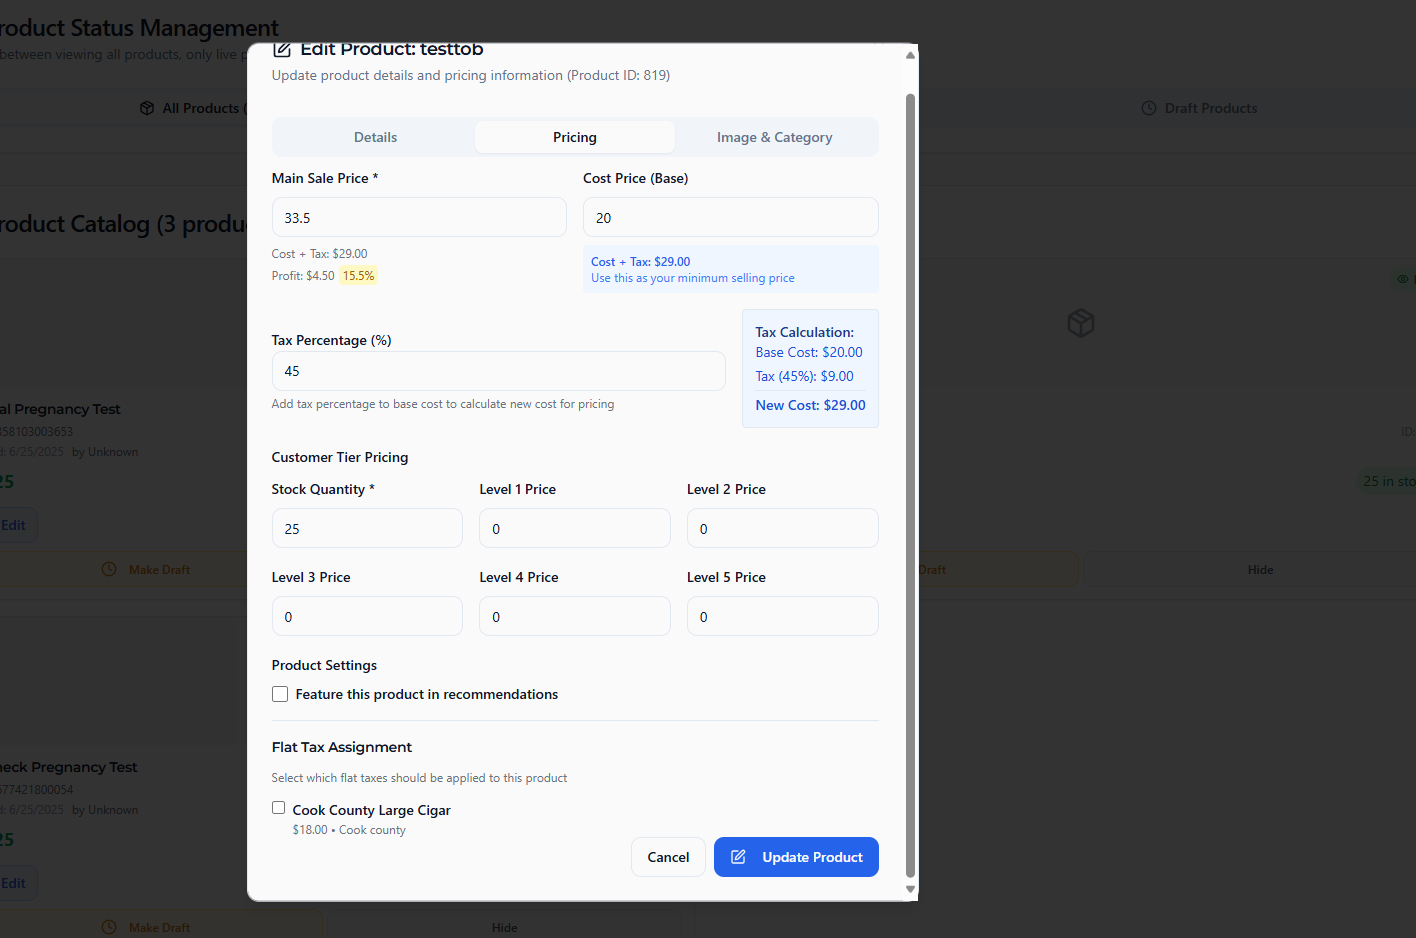 roduct Status Management
between viewing all products, only live p
All Products (
Draft Products
roduct Catalog (3 produc
al Pregnancy Test
358103003653
d: 6/25/2025 by Unknown
25
Edit
Make Draft
ID:
25 in sto
Draft
Hide
heck Pregnancy Test
677421800054
d: 6/25/2025 by Unknown
25
Edit
Make Draft
Hide
Edit Product: testtob
Update product details and pricing information (Product ID: 819)
Details
Pricing
Image & Category
Main Sale Price *
Cost Price (Base)
33.5
20
Cost + Tax: $29.00
Profit: $4.50 15.5%
Cost + Tax: $29.00
Use this as your minimum selling price
Tax Percentage (%)
45
Add tax percentage to base cost to calculate new cost for pricing
Tax Calculation:
Base Cost: $20.00
Tax (45%): $9.00
New Cost: $29.00
Customer Tier Pricing
Stock Quantity *
Level 1 Price
Level 2 Price
25
0
0
Level 3 Price
Level 4 Price
Level 5 Price
0
0
0
Product Settings
Feature this product in recommendations
Flat Tax Assignment
Select which flat taxes should be applied to this product
Cook County Large Cigar
$18.00 • Cook county
Cancel
Update Product